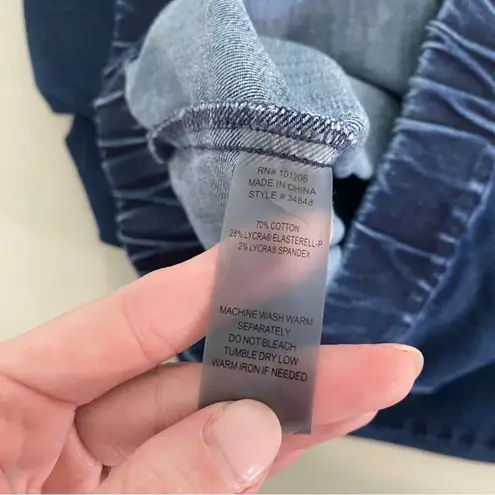 RN# 101206
MADE IN CHINA
STYLE # 34848
70% COTTON
28% LYCRA® ELASTERELL-P
2% LYCRA® SPANDEX
MACHINE WASH WARM
SEPARATELY
DO NOT BLEACH
TUMBLE DRY LOW
WARM IRON IF NEEDED